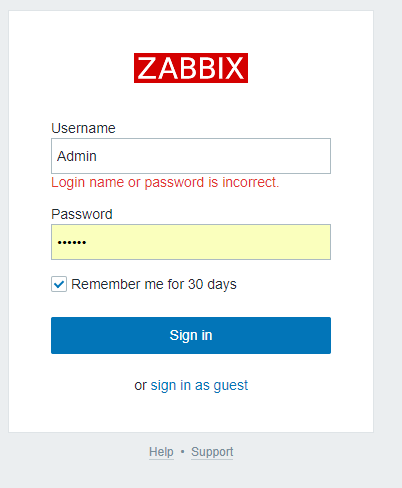 ZABBIX
Username
Admin
Login name or password is incorrect.
Password
••••••
Remember me for 30 days
Sign in
or sign in as guest
Help • Support